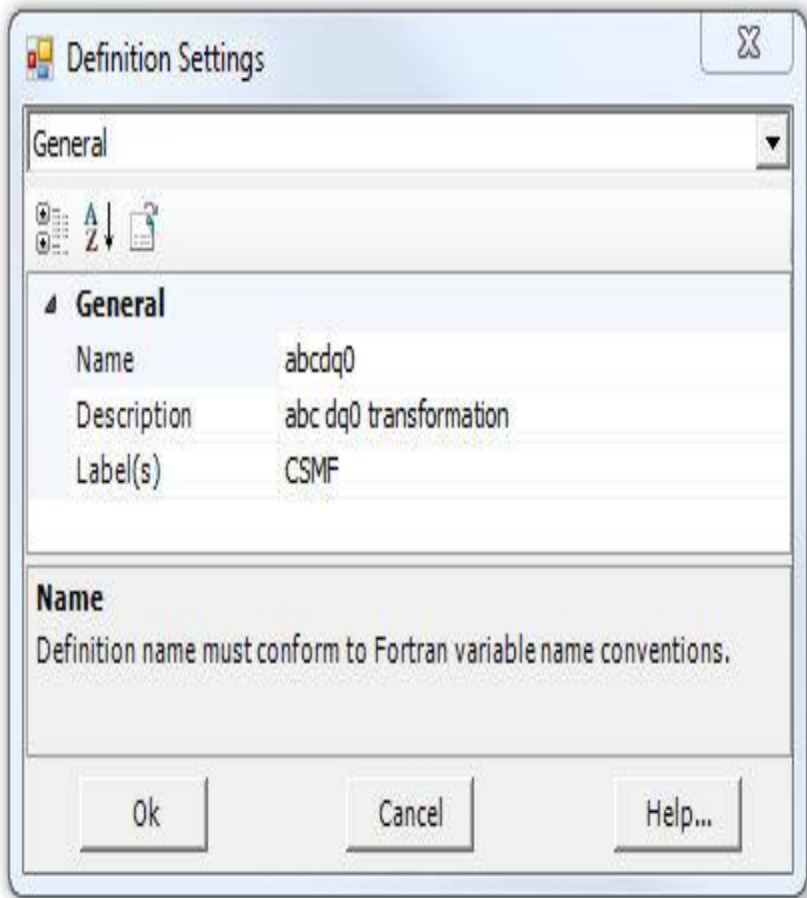 Definition Settings
General
General
Name abcdq0
Description abc dq0 transformation
Label(s) CSMF
Name
Definition name must conform to Fortran variable name conventions.
Ok Cancel Help...